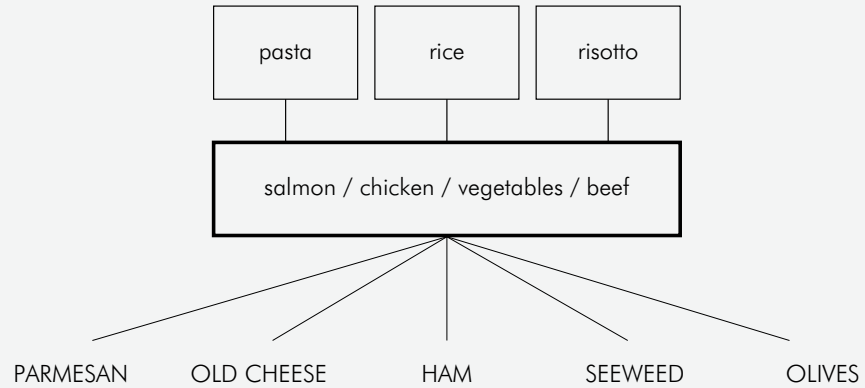 pasta rice risotto
salmon / chicken / vegetables / beef
PARMESAN OLD CHEESE HAM SEEWEED OLIVES